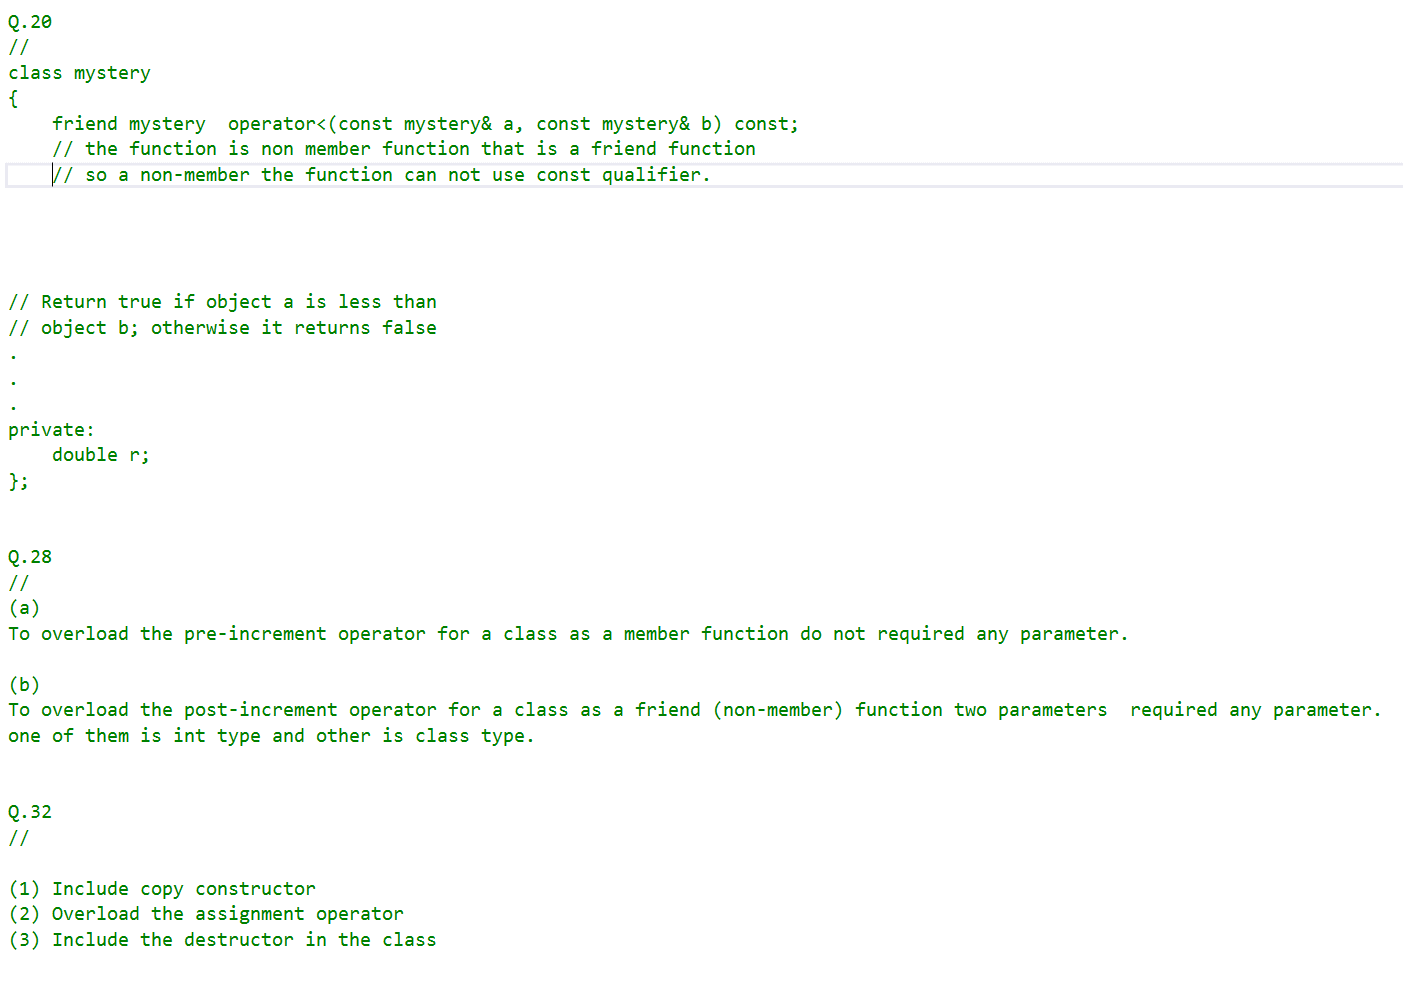 Q.20
//
class mystery
{
    friend mystery  operator<(const mystery& a, const mystery& b) const;
    // the function is non member function that is a friend function
    // so a non-member the function can not use const qualifier.
// Return true if object a is less than
// object b; otherwise it returns false
.
.
.
private:
    double r;
};
Q.28
//
(a)
To overload the pre-increment operator for a class as a member function do not required any parameter.
(b)
To overload the post-increment operator for a class as a friend (non-member) function two parameters  required any parameter.
one of them is int type and other is class type.
Q.32
//
(1) Include copy constructor
(2) Overload the assignment operator
(3) Include the destructor in the class